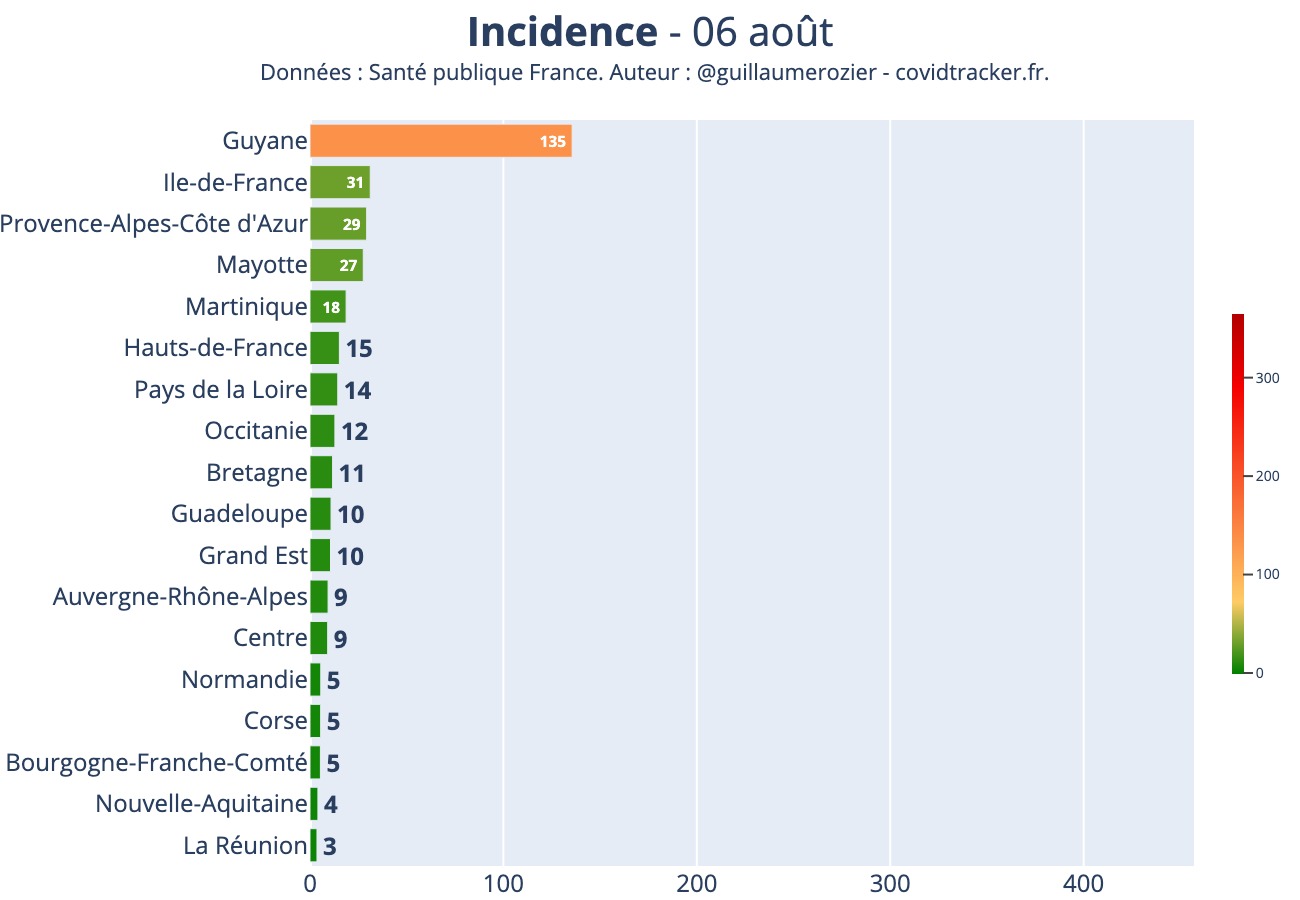 Incidence - 06 août
Données : Santé publique France. Auteur : @guillaumerozier - covidtracker.fr.
Guyane 135
Ile-de-France 31
Provence-Alpes-Côte d'Azur 29
Mayotte 27
Martinique 18
Hauts-de-France 15
Pays de la Loire 14
Occitanie 12
Bretagne 11
Guadeloupe 10
Grand Est 10
Auvergne-Rhône-Alpes 9
Centre 9
Normandie 5
Corse 5
Bourgogne-Franche-Comté 5
Nouvelle-Aquitaine 4
La Réunion 3
0 100 200 300 400
300
200
100
0